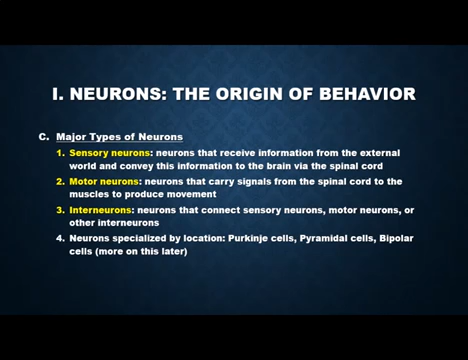 I. NEURONS: THE ORIGIN OF BEHAVIOR
C. Major Types of Neurons
1. Sensory neurons: neurons that receive information from the external
world and convey this information to the brain via the spinal cord
2. Motor neurons: neurons that carry signals from the spinal cord to the
muscles to produce movement
3. Interneurons: neurons that connect sensory neurons, motor neurons, or
other interneurons
4. Neurons specialized by location: Purkinje cells, Pyramidal cells, Bipolar
cells (more on this later)